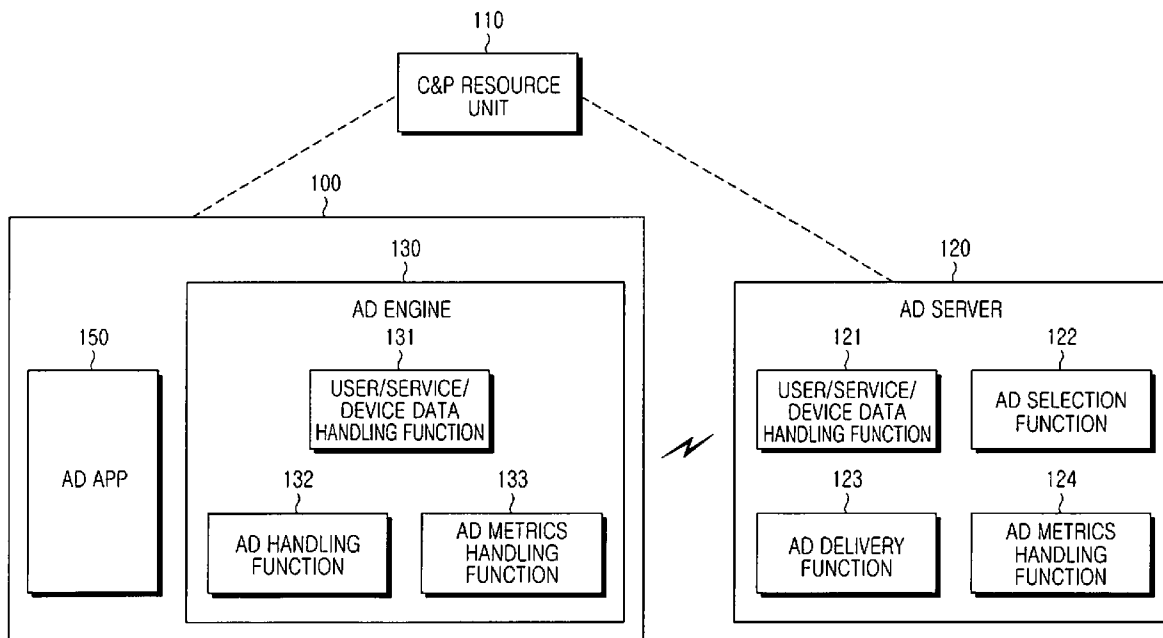 110
C&P RESOURCE
UNIT
100
130
120
AD ENGINE
AD SERVER
150
131
121
122
AD APP
USER/SERVICE/
DEVICE DATA
HANDLING FUNCTION
USER/SERVICE/
DEVICE DATA
HANDLING FUNCTION
AD SELECTION
FUNCTION
132
133
123
124
AD HANDLING
FUNCTION
AD METRICS
HANDLING
FUNCTION
AD DELIVERY
FUNCTION
AD METRICS
HANDLING
FUNCTION